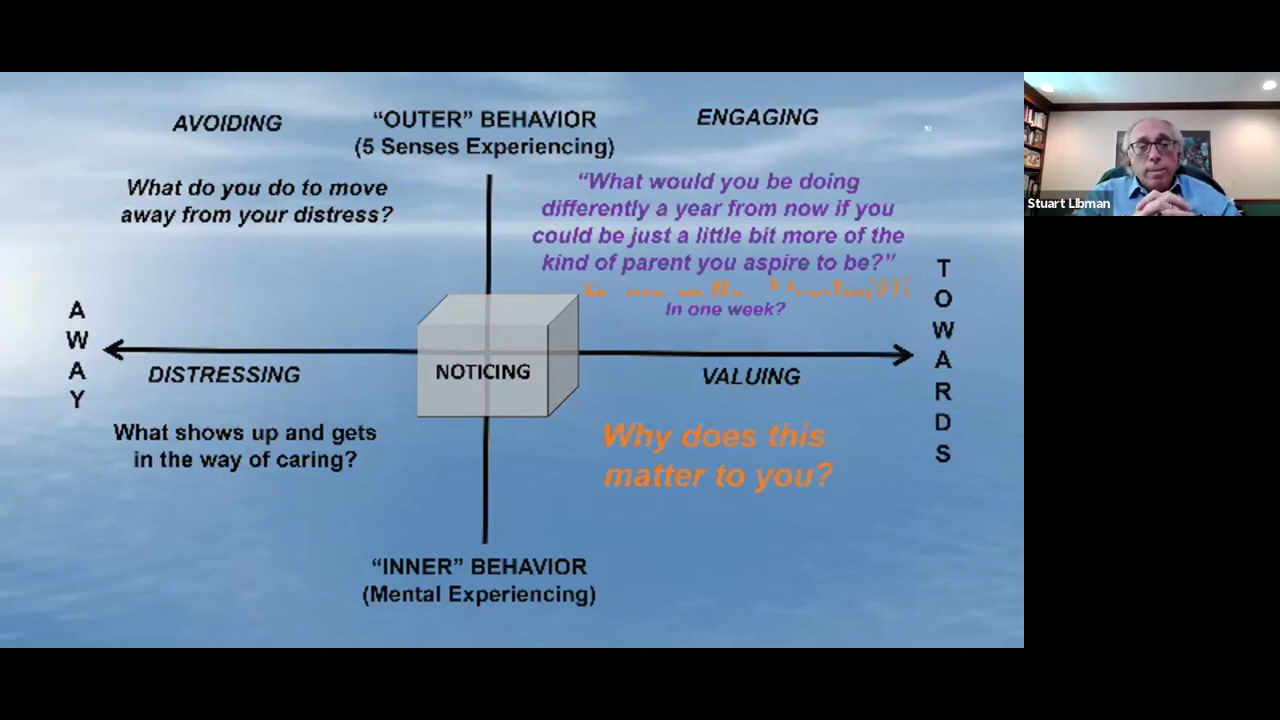 AVOIDING
“OUTER” BEHAVIOR
(5 Senses Experiencing)
ENGAGING
What do you do to move
away from your distress?
“What would you be doing
differently a year from now if you
could be just a little bit more of the
kind of parent you aspire to be?”
In one week?
A
W
A
Y
T
O
W
A
R
D
S
DISTRESSING
NOTICING
VALUING
What shows up and gets
in the way of caring?
Why does this
matter to you?
“INNER” BEHAVIOR
(Mental Experiencing)
Stuart Libman